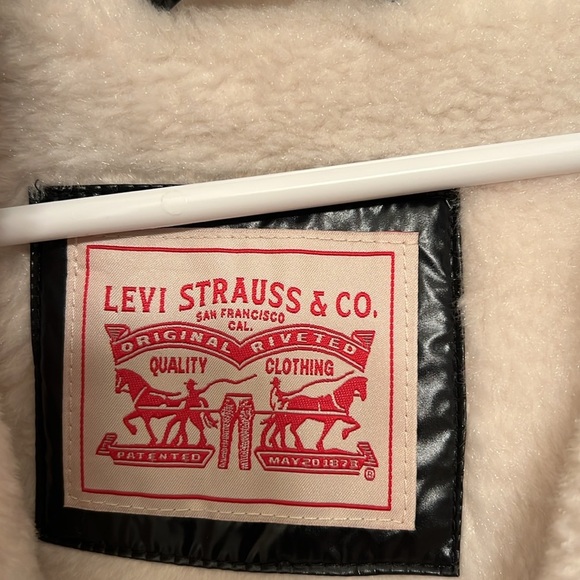 LEVI STRAUSS & CO.
SAN FRANCISCO
CAL.
ORIGINAL RIVETED
QUALITY CLOTHING
PATENTED MAY 20 1873
®